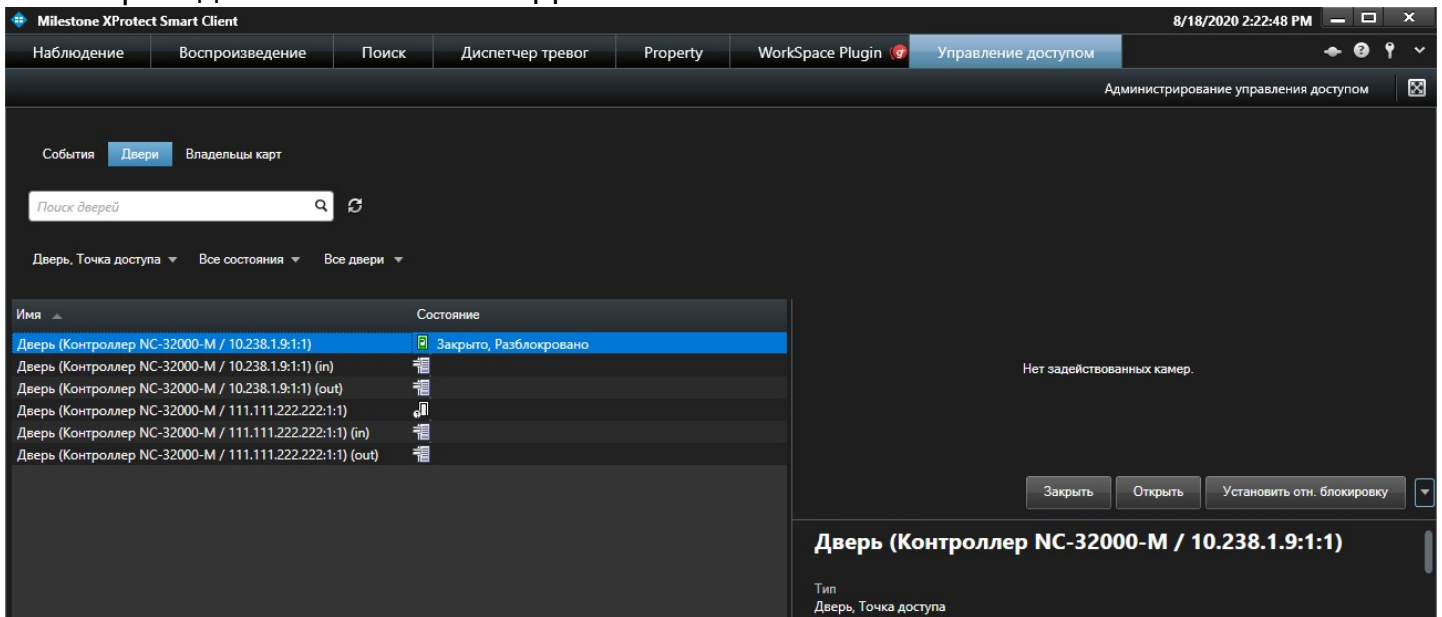 Milestone XProtect Smart Client 8/18/2020 2:22:48 PM
Наблюдение Воспроизведение Поиск Диспетчер тревог Property WorkSpace Plugin Управление доступом
Администрирование управления доступом
События Двери Владельцы карт
Поиск дверей
Дверь, Точка доступа Все состояния Все двери
Имя Состояние
Дверь (Контроллер NC-32000-M / 10.238.1.9:1:1) Закрыто, Разблокровано
Дверь (Контроллер NC-32000-M / 10.238.1.9:1:1) (in)
Дверь (Контроллер NC-32000-M / 10.238.1.9:1:1) (out)
Дверь (Контроллер NC-32000-M / 111.111.222.222:1:1)
Дверь (Контроллер NC-32000-M / 111.111.222.222:1:1) (in)
Дверь (Контроллер NC-32000-M / 111.111.222.222:1:1) (out)
Нет задействованных камер.
Закрыть Открыть Установить отн. блокировку
Дверь (Контроллер NC-32000-M / 10.238.1.9:1:1)
Тип
Дверь, Точка доступа